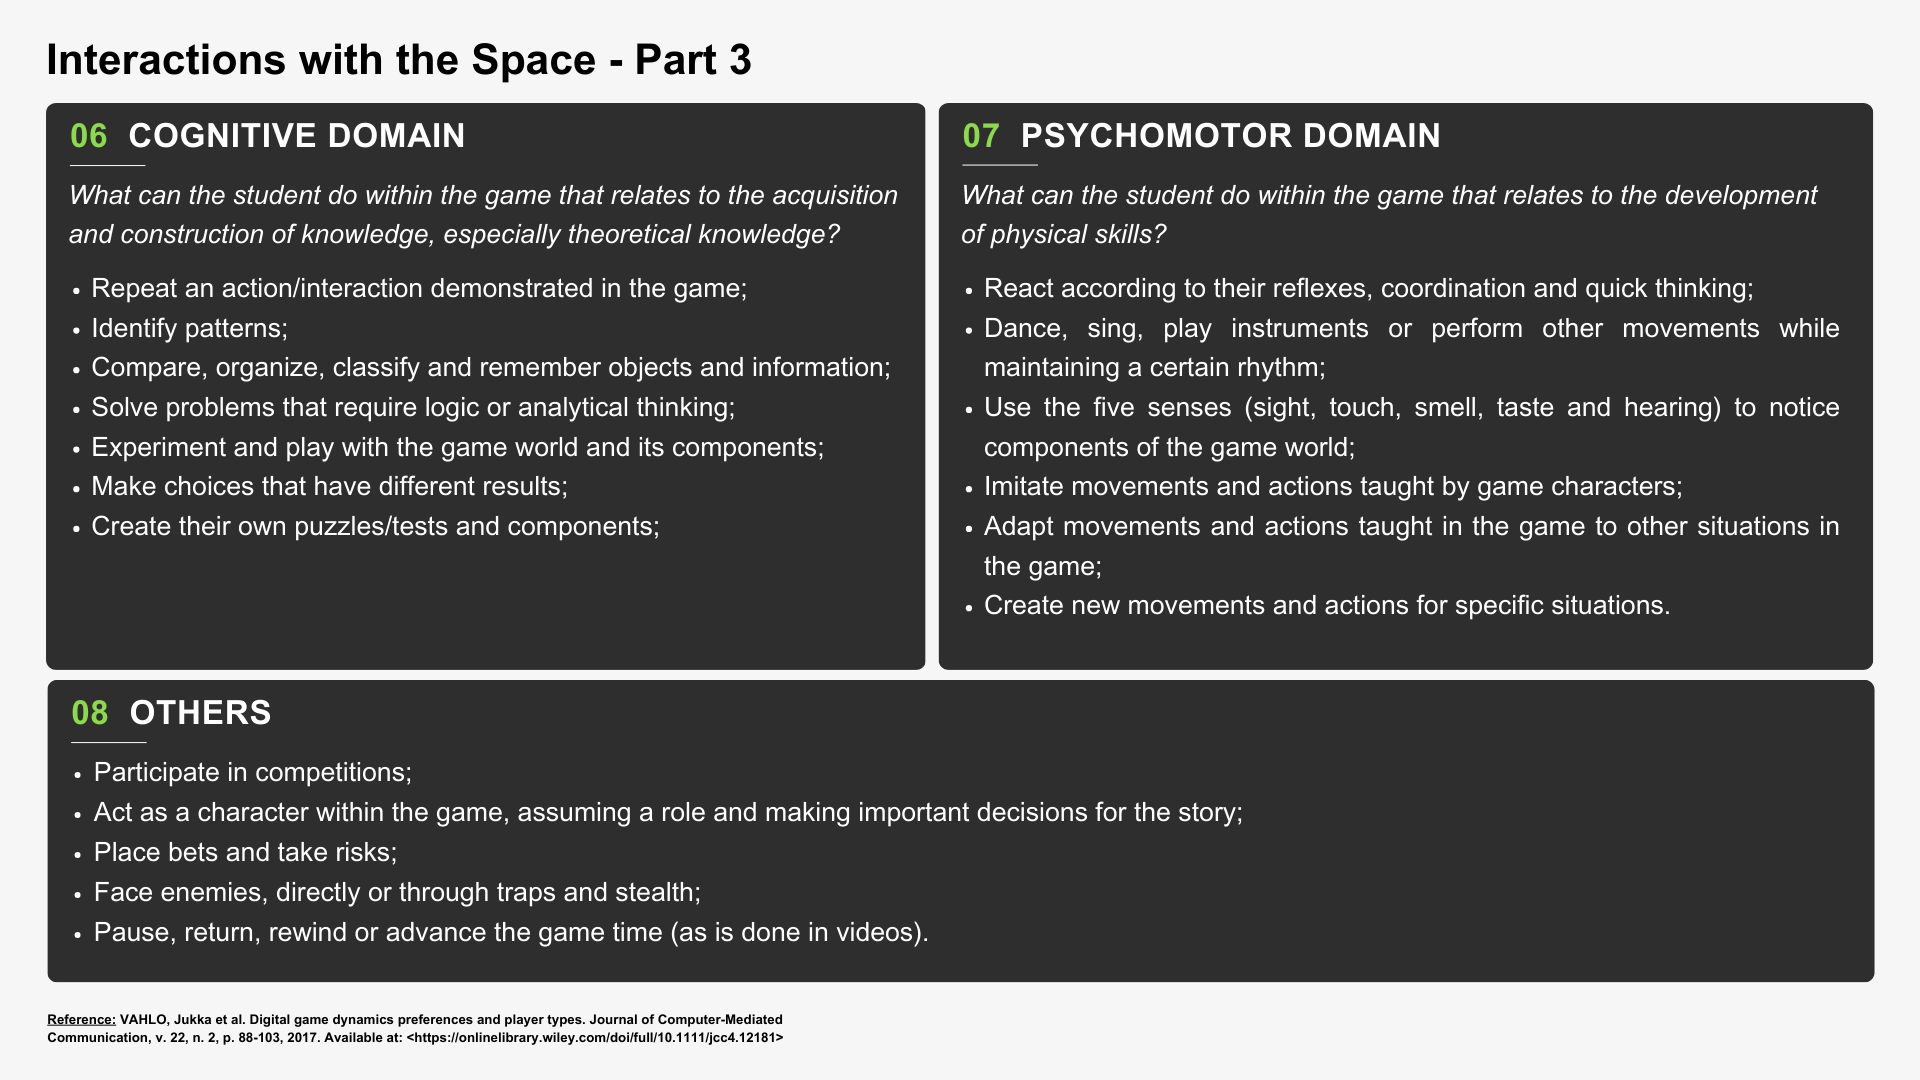 Interactions with the Space - Part 3
06 COGNITIVE DOMAIN
What can the student do within the game that relates to the acquisition
and construction of knowledge, especially theoretical knowledge?
• Repeat an action/interaction demonstrated in the game;
• Identify patterns;
• Compare, organize, classify and remember objects and information;
• Solve problems that require logic or analytical thinking;
• Experiment and play with the game world and its components;
• Make choices that have different results;
• Create their own puzzles/tests and components;
07 PSYCHOMOTOR DOMAIN
What can the student do within the game that relates to the development
of physical skills?
• React according to their reflexes, coordination and quick thinking;
• Dance, sing, play instruments or perform other movements while
maintaining a certain rhythm;
• Use the five senses (sight, touch, smell, taste and hearing) to notice
components of the game world;
• Imitate movements and actions taught by game characters;
• Adapt movements and actions taught in the game to other situations in
the game;
• Create new movements and actions for specific situations.
08 OTHERS
• Participate in competitions;
• Act as a character within the game, assuming a role and making important decisions for the story;
• Place bets and take risks;
• Face enemies, directly or through traps and stealth;
• Pause, return, rewind or advance the game time (as is done in videos).
Reference: VAHLO, Jukka et al. Digital game dynamics preferences and player types. Journal of Computer-Mediated
Communication, v. 22, n. 2, p. 88-103, 2017. Available at: <https://onlinelibrary.wiley.com/doi/full/10.1111/jcc4.12181>